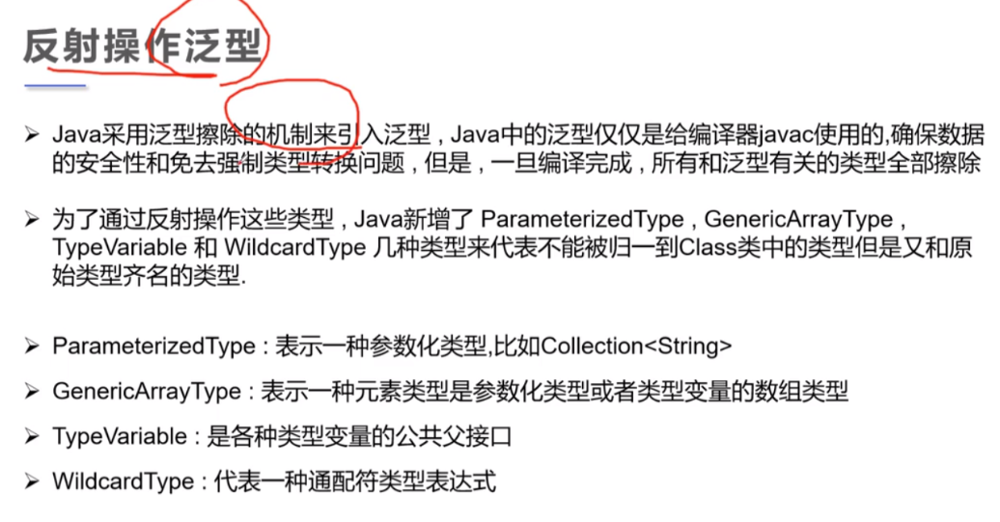 反射操作泛型
➢ Java采用泛型擦除的机制来引入泛型 , Java中的泛型仅仅是给编译器javac使用的,确保数据
的安全性和免去强制类型转换问题 , 但是 , 一旦编译完成 , 所有和泛型有关的类型全部擦除
➢ 为了通过反射操作这些类型 , Java新增了 ParameterizedType , GenericArrayType ,
TypeVariable 和 WildcardType 几种类型来代表不能被归一到Class类中的类型但是又和原
始类型齐名的类型.
➢ ParameterizedType : 表示一种参数化类型,比如Collection<String>
➢ GenericArrayType : 表示一种元素类型是参数化类型或者类型变量的数组类型
➢ TypeVariable : 是各种类型变量的公共父接口
➢ WildcardType : 代表一种通配符类型表达式